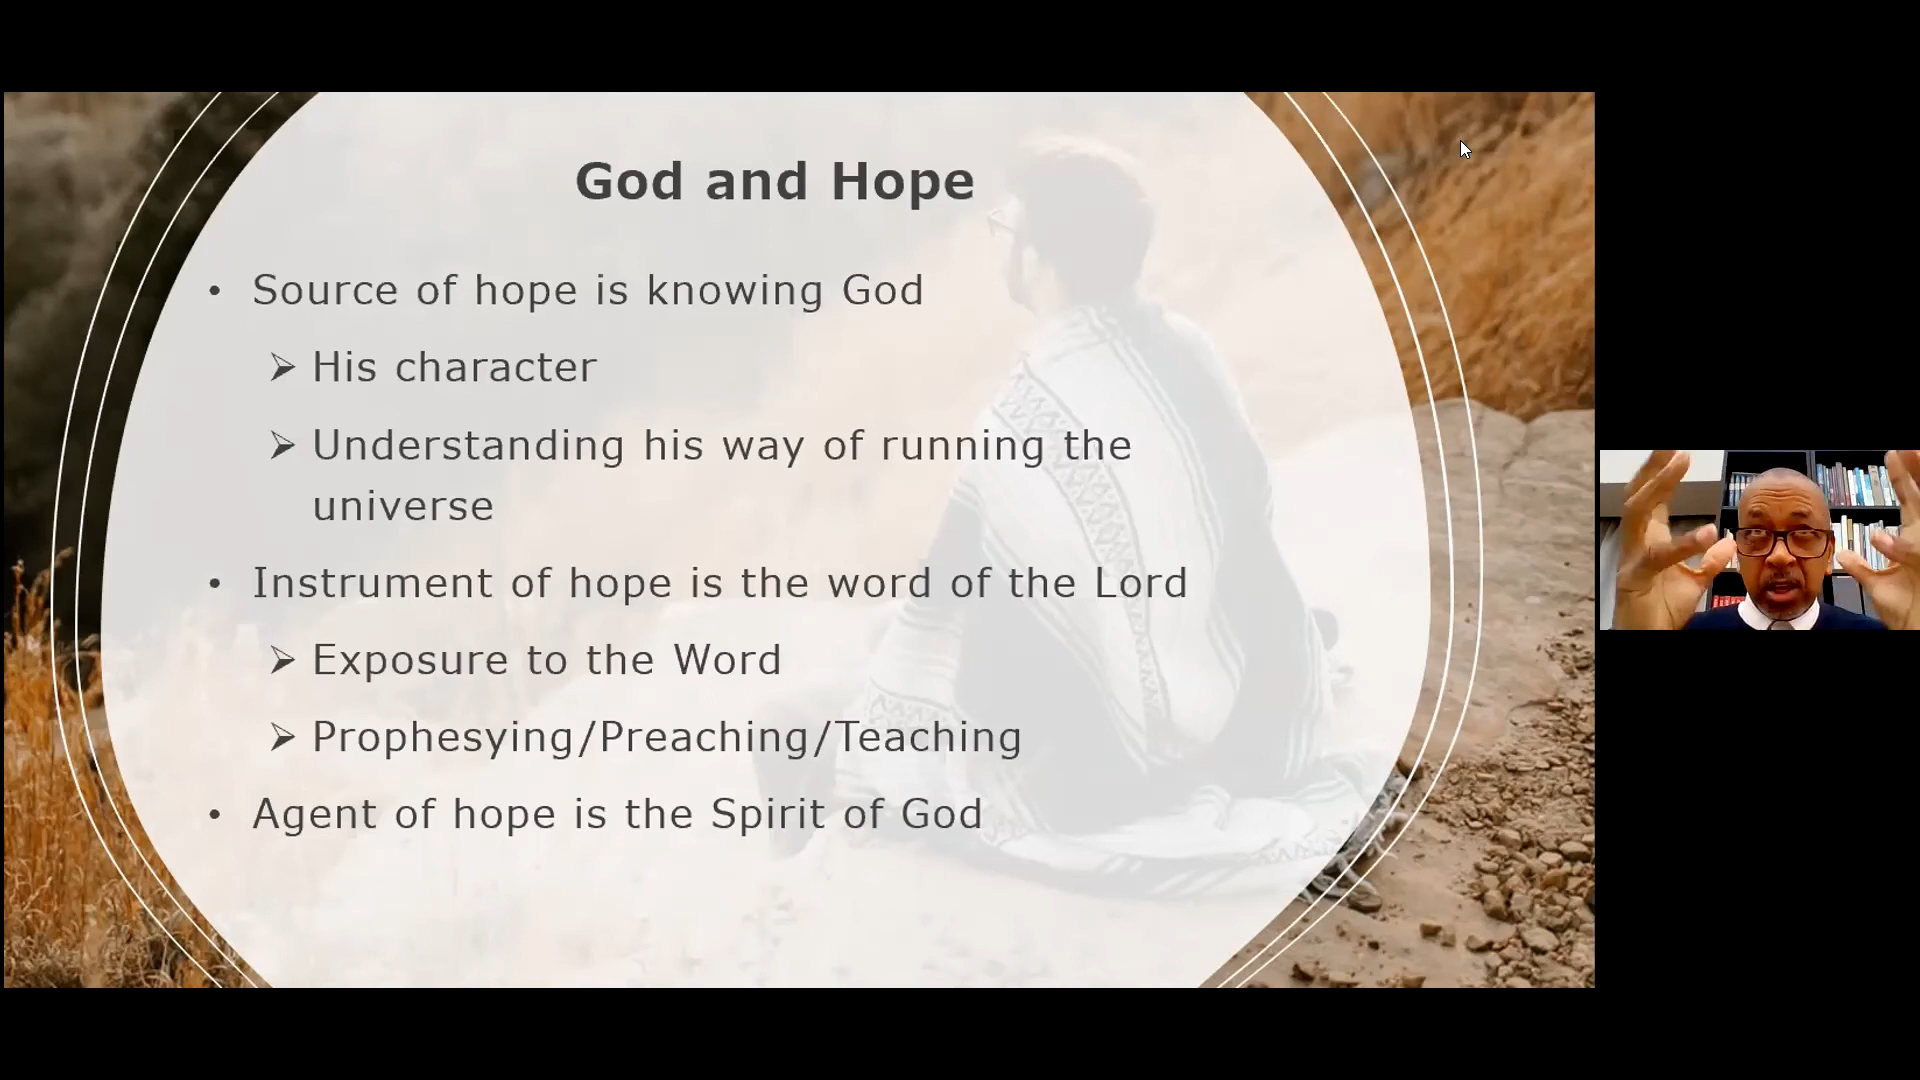 God and Hope
• Source of hope is knowing God
➢ His character
➢ Understanding his way of running the
universe
• Instrument of hope is the word of the Lord
➢ Exposure to the Word
➢ Prophesying/Preaching/Teaching
• Agent of hope is the Spirit of God